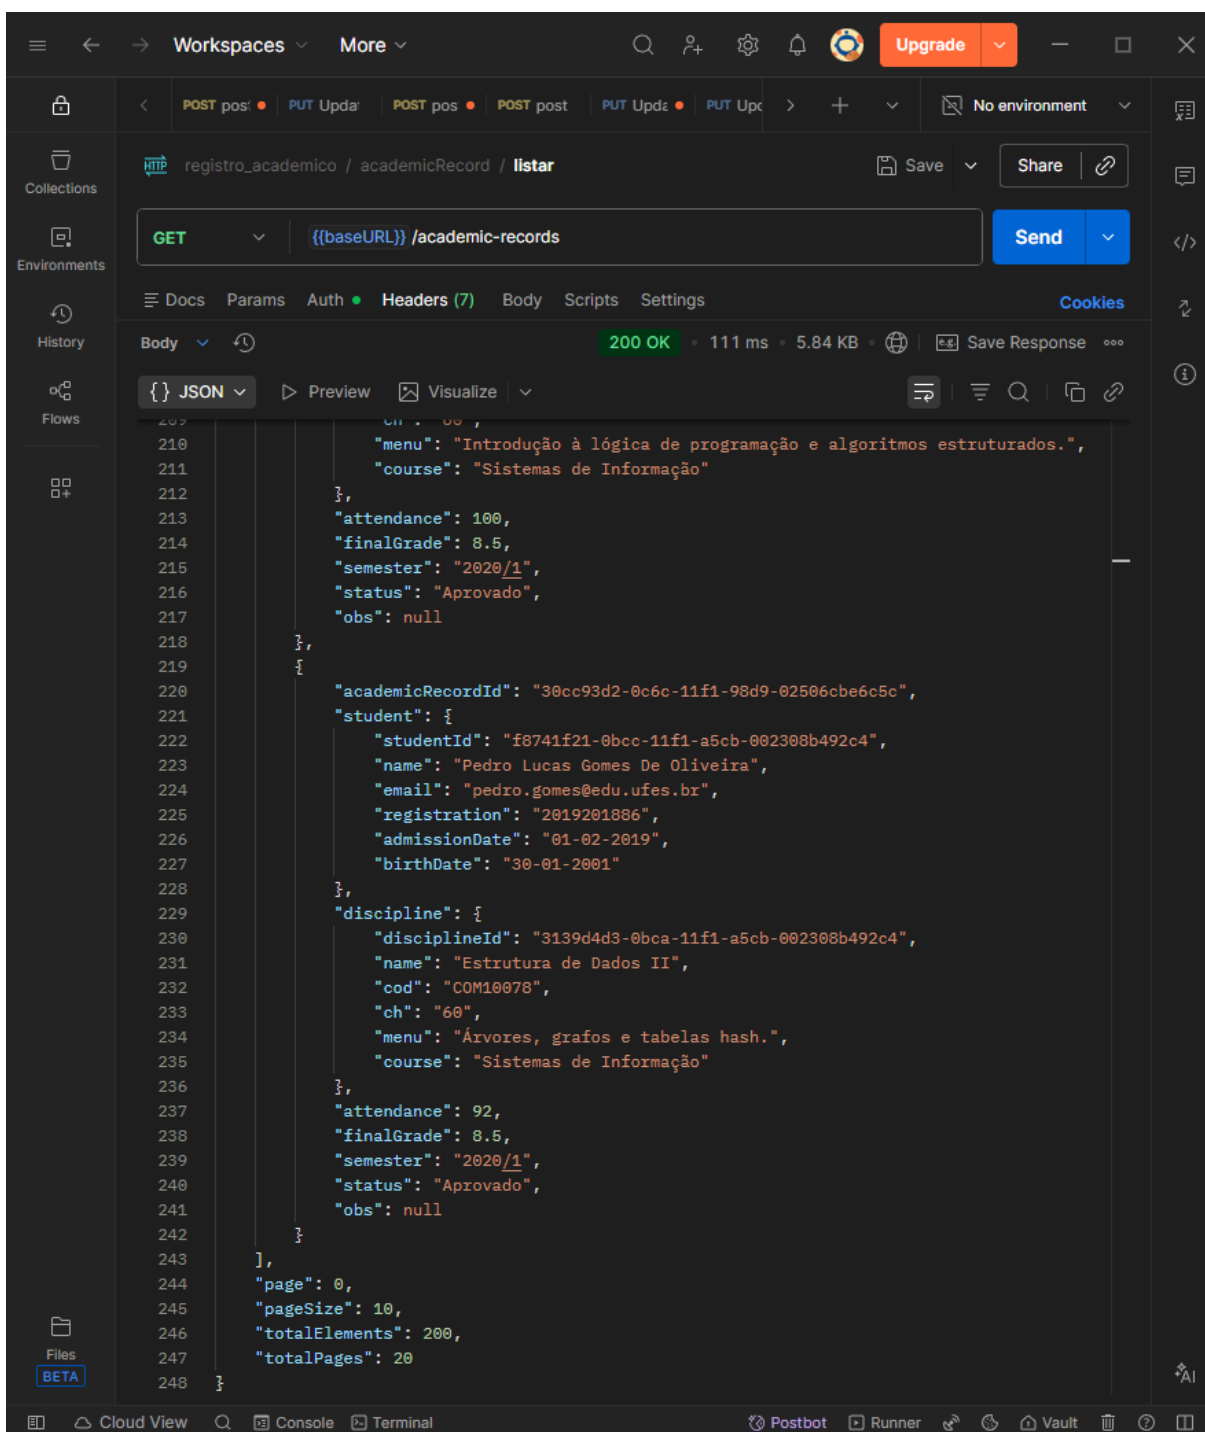 Workspaces More Upgrade
POST pos PUT Upda POST pos POST post PUT Upda PUT Upd No environment
HTTP registro_academico / academicRecord / listar Save Share
Collections
GET {{baseURL}} /academic-records Send
Environments
Docs Params Auth Headers (7) Body Scripts Settings Cookies
History
Body 200 OK 111 ms 5.84 KB e.g. Save Response
{} JSON Preview Visualize
Flows
209 "ch": "60",
210 "menu": "Introdução à lógica de programação e algoritmos estruturados.",
211 "course": "Sistemas de Informação"
212 },
213 "attendance": 100,
214 "finalGrade": 8.5,
215 "semester": "2020/1",
216 "status": "Aprovado",
217 "obs": null
218 },
219 {
220 "academicRecordId": "30cc93d2-0c6c-11f1-98d9-02506cbe6c5c",
221 "student": {
222 "studentId": "f8741f21-0bcc-11f1-a5cb-002308b492c4",
223 "name": "Pedro Lucas Gomes De Oliveira",
224 "email": "pedro.gomes@edu.ufes.br",
225 "registration": "2019201886",
226 "admissionDate": "01-02-2019",
227 "birthDate": "30-01-2001"
228 },
229 "discipline": {
230 "disciplineId": "3139d4d3-0bca-11f1-a5cb-002308b492c4",
231 "name": "Estrutura de Dados II",
232 "cod": "COM10078",
233 "ch": "60",
234 "menu": "Árvores, grafos e tabelas hash.",
235 "course": "Sistemas de Informação"
236 },
237 "attendance": 92,
238 "finalGrade": 8.5,
239 "semester": "2020/1",
240 "status": "Aprovado",
241 "obs": null
242 }
243 ],
244 "page": 0,
245 "pageSize": 10,
246 "totalElements": 200,
247 "totalPages": 20
248 }
Files
BETA
AI
Cloud View Console Terminal Postbot Runner Vault